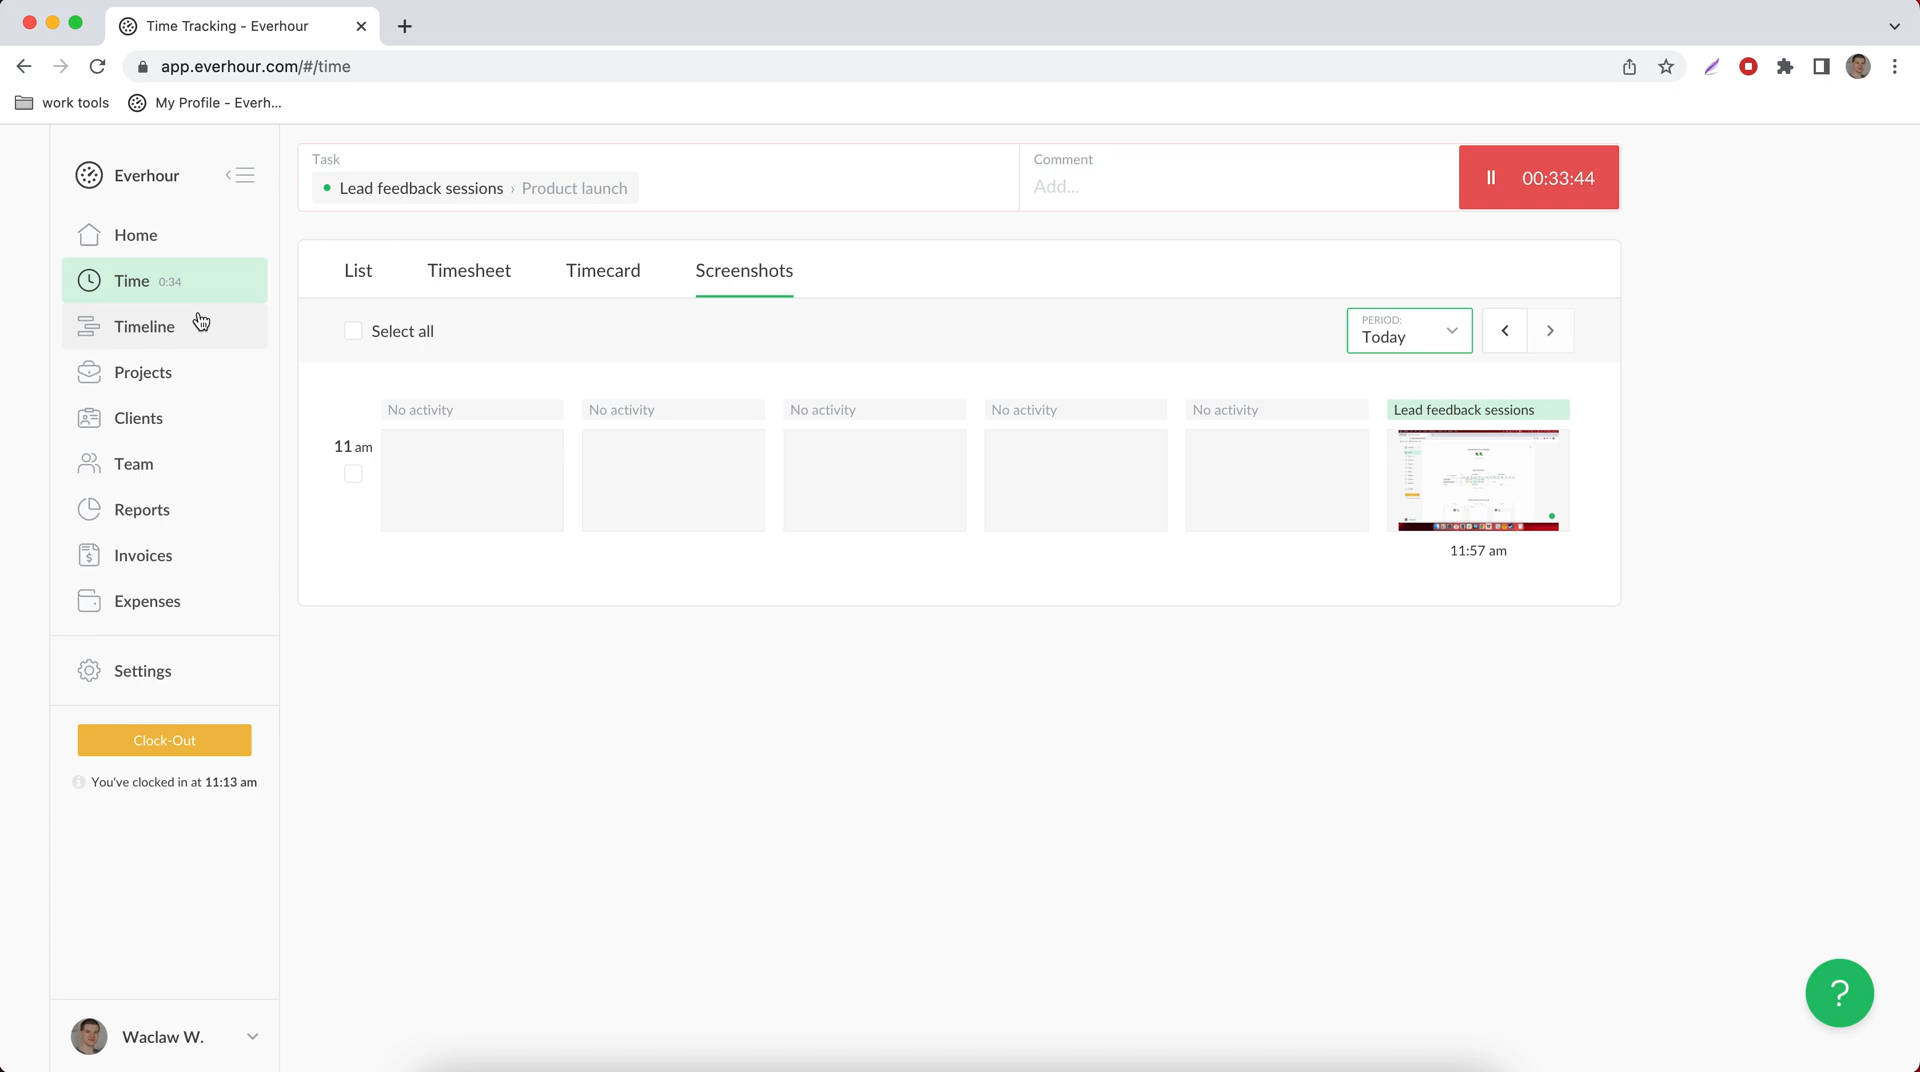 Time Tracking - Everhour
app.everhour.com/#/time
work tools
My Profile - Everh...
Everhour
Home
Time 0:34
Timeline
Projects
Clients
Team
Reports
Invoices
Expenses
Settings
Clock-Out
You've clocked in at 11:13 am
Waclaw W.
Task
Lead feedback sessions › Product launch
Comment
Add...
00:33:44
List Timesheet Timecard Screenshots
Select all
PERIOD:
Today
No activity No activity No activity No activity No activity Lead feedback sessions
11 am
11:57 am
?